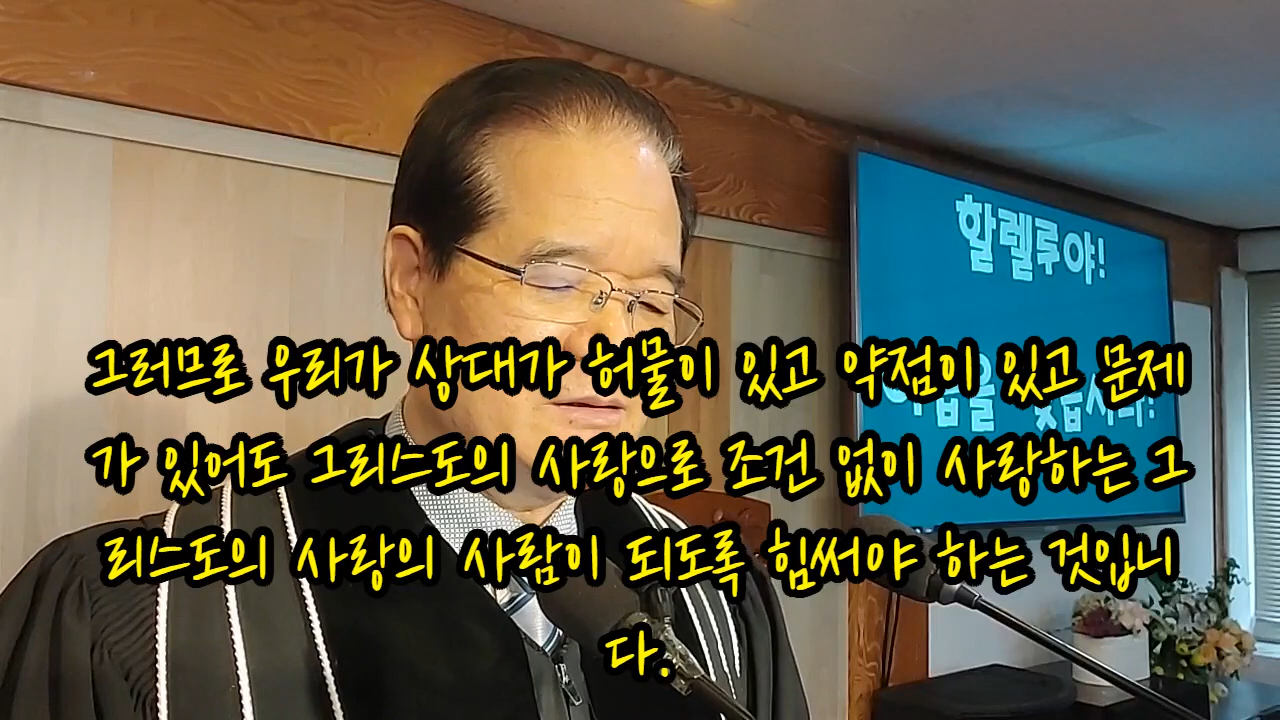 할렐루야!
그러므로 우리가 상대가 허물이 있고 약점이 있고 문제
가 있어도 그리스도의 사랑으로 조건 없이 사랑하는 그
리스도의 사랑의 사람이 되도록 힘써야 하는 것입니
다.